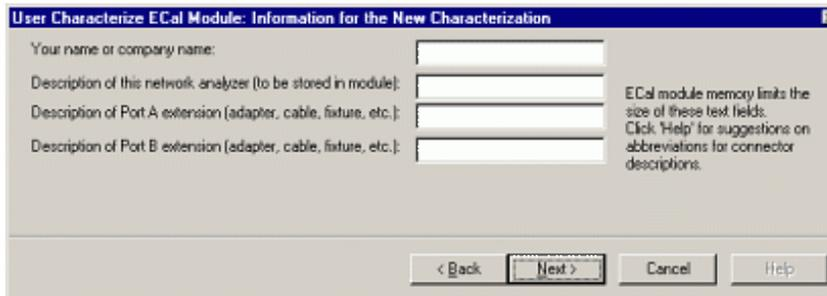 User Characterize ECal Module: Information for the New Characterization
Your name or company name:
Description of this network analyzer (to be stored in module):
Description of Port A extension (adapter, cable, fixture, etc.):
Description of Port B extension (adapter, cable, fixture, etc.):
ECal module memory limits the
size of these text fields.
Click 'Help' for suggestions on
abbreviations for connector
descriptions.
< Back
Next >
Cancel
Help